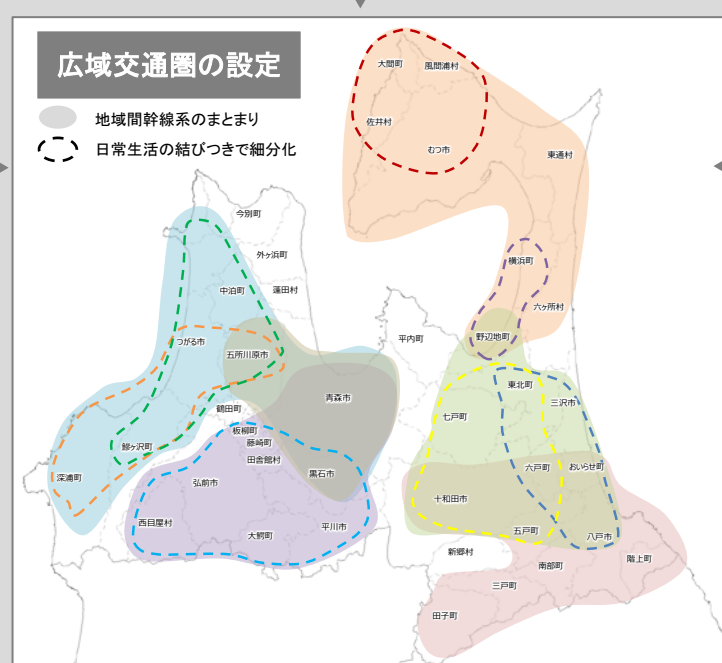 広域交通圏の設定
地域間幹線系のまとまり
日常生活の結びつきで細分化
大間町
風間浦村
佐井村
むつ市
東通村
今別町
外ヶ浜町
中泊町
蓬田村
横浜町
六ヶ所村
つがる市
五所川原市
平内町
野辺地町
青森市
東北町
三沢市
鶴田町
七戸町
板柳町
藤崎町
田舎館村
鰺ヶ沢町
深浦町
弘前市
黒石市
六戸町
おいらせ町
十和田市
西目屋村
大鰐町
平川市
五戸町
八戸市
新郷村
南部町
階上町
三戸町
田子町